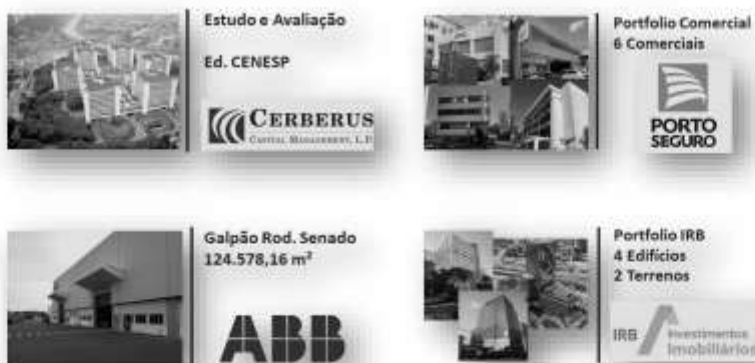 Estudo e Avaliação
Ed. CENESP
CERBERUS
CAPITAL MANAGEMENT, L.P.
Portfolio Comercial
6 Comerciais
PORTO
SEGURO
Galpão Rod. Senado
124.578,16 m²
ABB
Portfolio IRB
4 Edifícios
2 Terrenos
IRB
Investimentos
Imobiliários